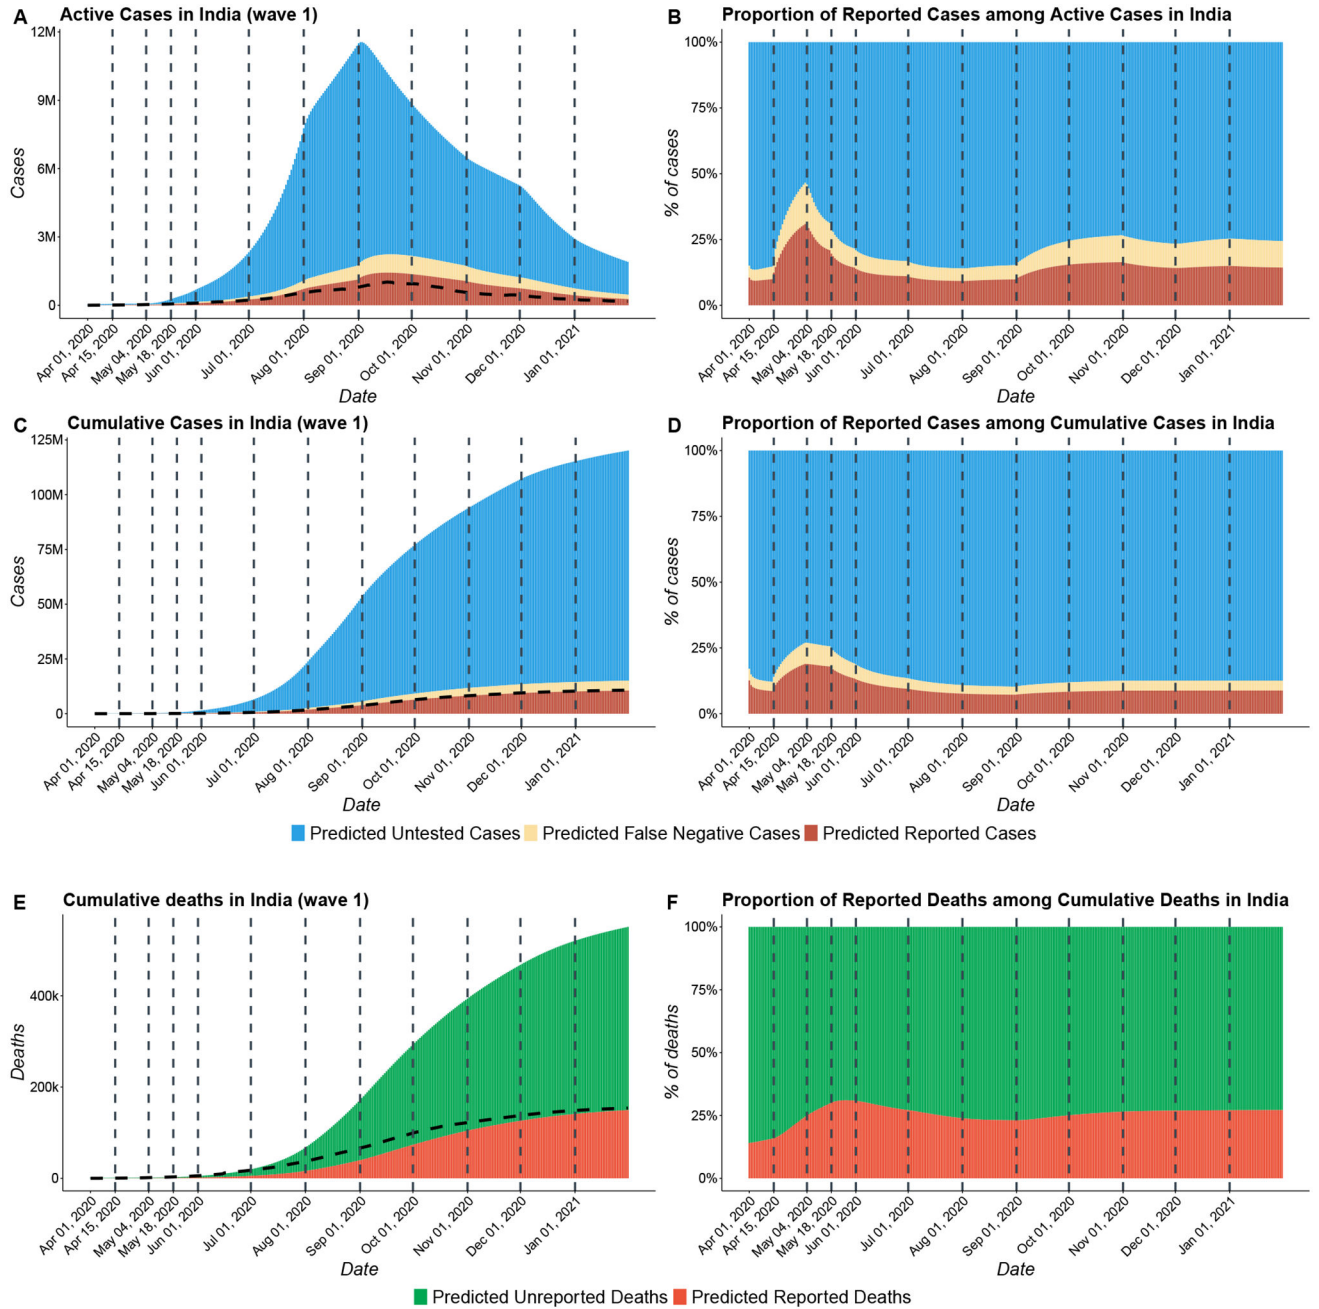 A Active Cases in India (wave 1)
12M
9M
6M
3M
0
Cases
Apr 01, 2020
Apr 15, 2020
May 04, 2020
May 18, 2020
Jun 01, 2020
Jul 01, 2020
Aug 01, 2020
Sep 01, 2020
Oct 01, 2020
Nov 01, 2020
Dec 01, 2020
Jan 01, 2021
Date
B Proportion of Reported Cases among Active Cases in India
100%
75%
50%
25%
0%
% of cases
Apr 01, 2020
Apr 15, 2020
May 04, 2020
May 18, 2020
Jun 01, 2020
Jul 01, 2020
Aug 01, 2020
Sep 01, 2020
Oct 01, 2020
Nov 01, 2020
Dec 01, 2020
Jan 01, 2021
Date
C Cumulative Cases in India (wave 1)
125M
100M
75M
50M
25M
0
Cases
Apr 01, 2020
Apr 15, 2020
May 04, 2020
May 18, 2020
Jun 01, 2020
Jul 01, 2020
Aug 01, 2020
Sep 01, 2020
Oct 01, 2020
Nov 01, 2020
Dec 01, 2020
Jan 01, 2021
Date
D Proportion of Reported Cases among Cumulative Cases in India
100%
75%
50%
25%
0%
% of cases
Apr 01, 2020
Apr 15, 2020
May 04, 2020
May 18, 2020
Jun 01, 2020
Jul 01, 2020
Aug 01, 2020
Sep 01, 2020
Oct 01, 2020
Nov 01, 2020
Dec 01, 2020
Jan 01, 2021
Date
Predicted Untested Cases Predicted False Negative Cases Predicted Reported Cases
E Cumulative deaths in India (wave 1)
400k
200k
0
Deaths
Apr 01, 2020
Apr 15, 2020
May 04, 2020
May 18, 2020
Jun 01, 2020
Jul 01, 2020
Aug 01, 2020
Sep 01, 2020
Oct 01, 2020
Nov 01, 2020
Dec 01, 2020
Jan 01, 2021
Date
F Proportion of Reported Deaths among Cumulative Deaths in India
100%
75%
50%
25%
0%
% of deaths
Apr 01, 2020
Apr 15, 2020
May 04, 2020
May 18, 2020
Jun 01, 2020
Jul 01, 2020
Aug 01, 2020
Sep 01, 2020
Oct 01, 2020
Nov 01, 2020
Dec 01, 2020
Jan 01, 2021
Date
Predicted Unreported Deaths Predicted Reported Deaths